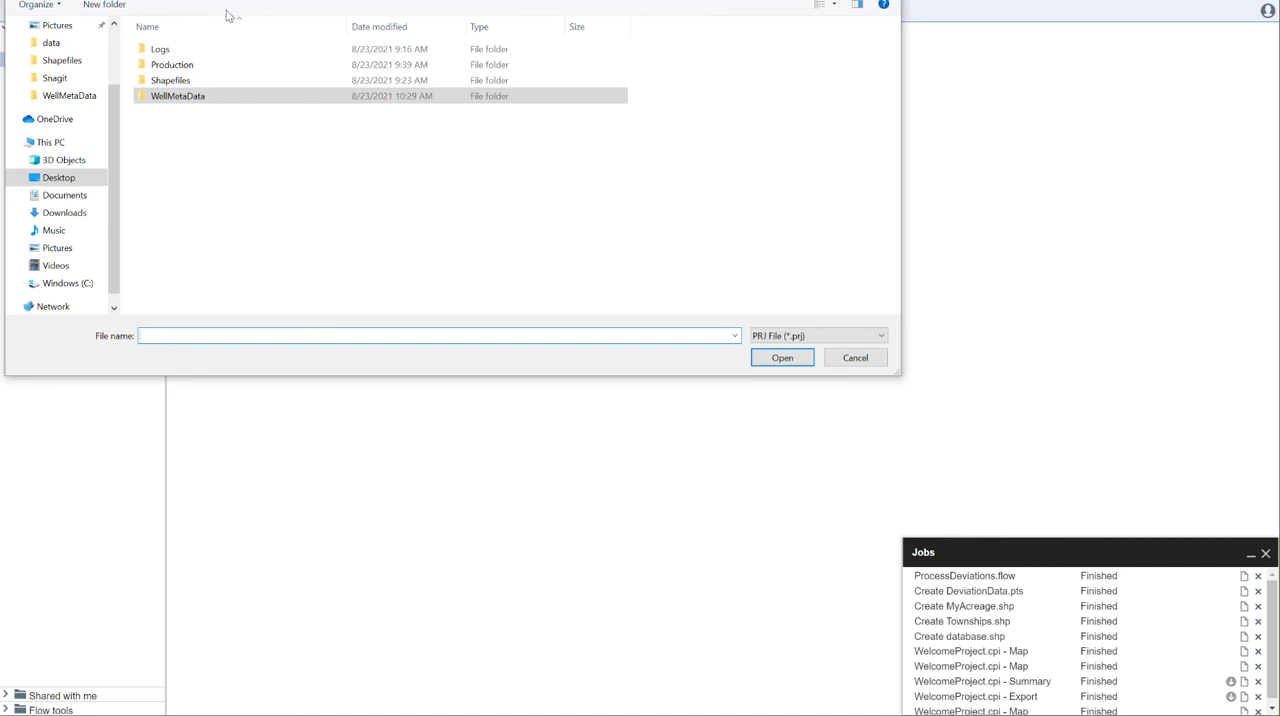 Organize New folder
Name Date modified Type Size
Pictures
data
Shapefiles
Snagit
WellMetaData
OneDrive
This PC
3D Objects
Desktop
Documents
Downloads
Music
Pictures
Videos
Windows (C:)
Network
Logs 8/23/2021 9:16 AM File folder
Production 8/23/2021 9:39 AM File folder
Shapefiles 8/23/2021 9:23 AM File folder
WellMetaData 8/23/2021 10:29 AM File folder
File name: PRJ File (*.prj)
Open Cancel
Jobs
ProcessDeviations.flow Finished
Create DeviationData.pts Finished
Create MyAcreage.shp Finished
Create Townships.shp Finished
Create database.shp Finished
WelcomeProject.cpi - Map Finished
WelcomeProject.cpi - Map Finished
WelcomeProject.cpi - Summary Finished
WelcomeProject.cpi - Export Finished
WelcomeProject.cpi - Map Finished
Shared with me
Flow tools